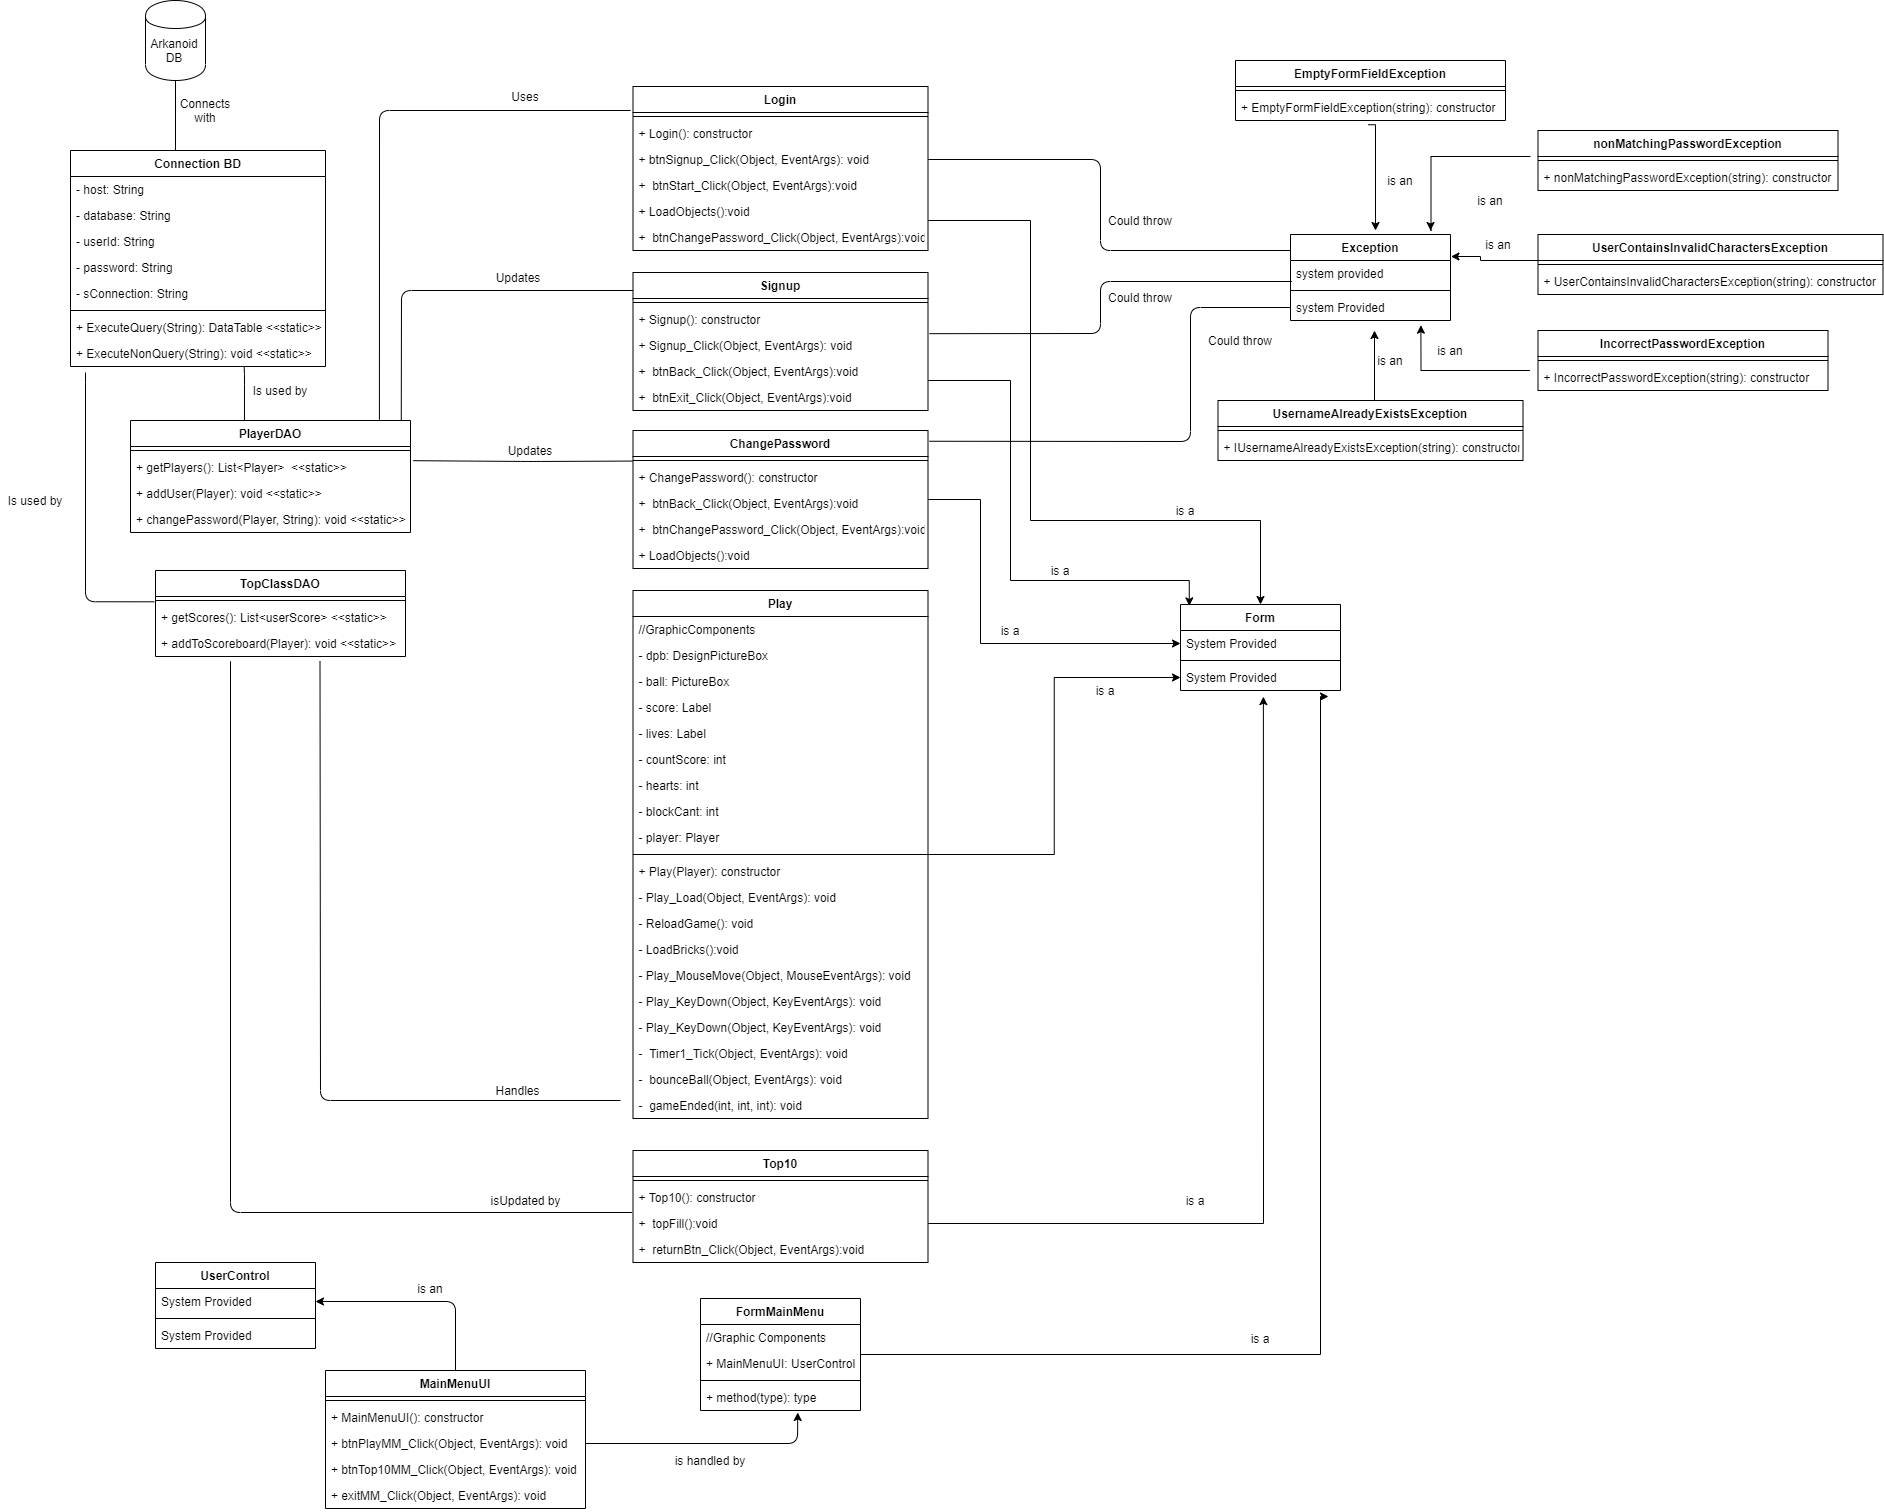 Arkanoid
DB
Connects
with
Connection BD
- host: String
- database: String
- userId: String
- password: String
- sConnection: String
+ ExecuteQuery(String): DataTable <<static>>
+ ExecuteNonQuery(String): void <<static>>
Is used by
Is used by
PlayerDAO
+ getPlayers(): List<Player>  <<static>>
+ addUser(Player): void <<static>>
+ changePassword(Player, String): void <<static>>
TopClassDAO
+ getScores(): List<userScore> <<static>>
+ addToScoreboard(Player): void <<static>>
Uses
Updates
Updates
Handles
isUpdated by
Login
+ Login(): constructor
+ btnSignup_Click(Object, EventArgs): void
+  btnStart_Click(Object, EventArgs):void
+ LoadObjects():void
+  btnChangePassword_Click(Object, EventArgs):void
Signup
+ Signup(): constructor
+ Signup_Click(Object, EventArgs): void
+  btnBack_Click(Object, EventArgs):void
+  btnExit_Click(Object, EventArgs):void
ChangePassword
+ ChangePassword(): constructor
+  btnBack_Click(Object, EventArgs):void
+  btnChangePassword_Click(Object, EventArgs):void
+ LoadObjects():void
Play
//GraphicComponents
- dpb: DesignPictureBox
- ball: PictureBox
- score: Label
- lives: Label
- countScore: int
- hearts: int
- blockCant: int
- player: Player
+ Play(Player): constructor
- Play_Load(Object, EventArgs): void
- ReloadGame(): void
- LoadBricks():void
- Play_MouseMove(Object, MouseEventArgs): void
- Play_KeyDown(Object, KeyEventArgs): void
- Play_KeyDown(Object, KeyEventArgs): void
-  Timer1_Tick(Object, EventArgs): void
-  bounceBall(Object, EventArgs): void
-  gameEnded(int, int, int): void
Top10
+ Top10(): constructor
+  topFill():void
+  returnBtn_Click(Object, EventArgs):void
Could throw
Could throw
Could throw
EmptyFormFieldException
+ EmptyFormFieldException(string): constructor
is an
nonMatchingPasswordException
+ nonMatchingPasswordException(string): constructor
is an
Exception
system provided
system Provided
is an
UserContainsInvalidCharactersException
+ UserContainsInvalidCharactersException(string): constructor
is an
is an
IncorrectPasswordException
+ IncorrectPasswordException(string): constructor
UsernameAlreadyExistsException
+ IUsernameAlreadyExistsException(string): constructor
is a
is a
is a
is a
Form
System Provided
System Provided
is a
is a
UserControl
System Provided
System Provided
is an
MainMenuUI
+ MainMenuUI(): constructor
+ btnPlayMM_Click(Object, EventArgs): void
+ btnTop10MM_Click(Object, EventArgs): void
+ exitMM_Click(Object, EventArgs): void
is handled by
FormMainMenu
//Graphic Components
+ MainMenuUI: UserControl
+ method(type): type